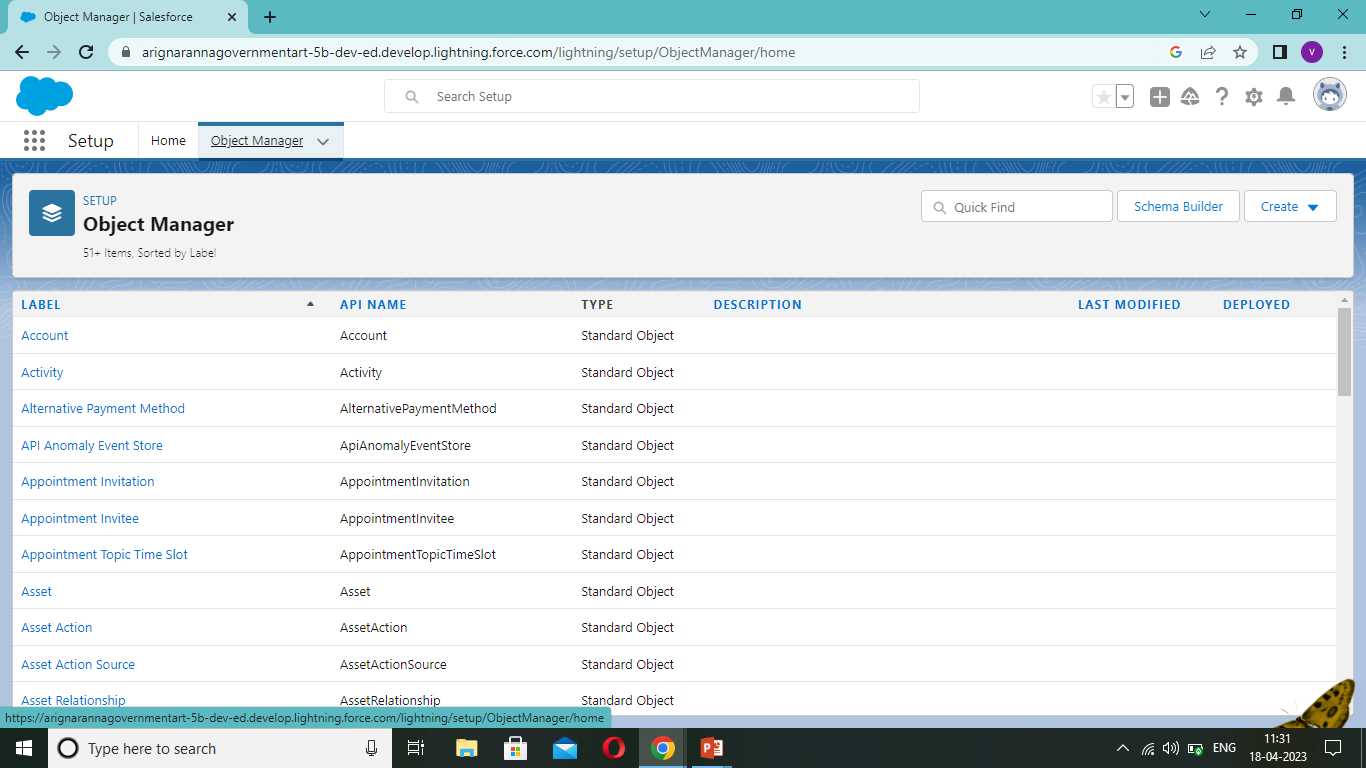 Object Manager | Salesforce
arignarannagovernmentart-5b-dev-ed.develop.lightning.force.com/lightning/setup/ObjectManager/home
V
Search Setup
Setup
Home
Object Manager
SETUP
Object Manager
51+ Items, Sorted by Label
Quick Find
Schema Builder
Create
LABEL API NAME TYPE DESCRIPTION LAST MODIFIED DEPLOYED
Account Account Standard Object
Activity Activity Standard Object
Alternative Payment Method AlternativePaymentMethod Standard Object
API Anomaly Event Store ApiAnomalyEventStore Standard Object
Appointment Invitation AppointmentInvitation Standard Object
Appointment Invitee AppointmentInvitee Standard Object
Appointment Topic Time Slot AppointmentTopicTimeSlot Standard Object
Asset Asset Standard Object
Asset Action AssetAction Standard Object
Asset Action Source AssetActionSource Standard Object
Asset Relationship AssetRelationship Standard Object
https://arignarannagovernmentart-5b-dev-ed.develop.lightning.force.com/lightning/setup/ObjectManager/home
Type here to search
ENG
11:31
18-04-2023